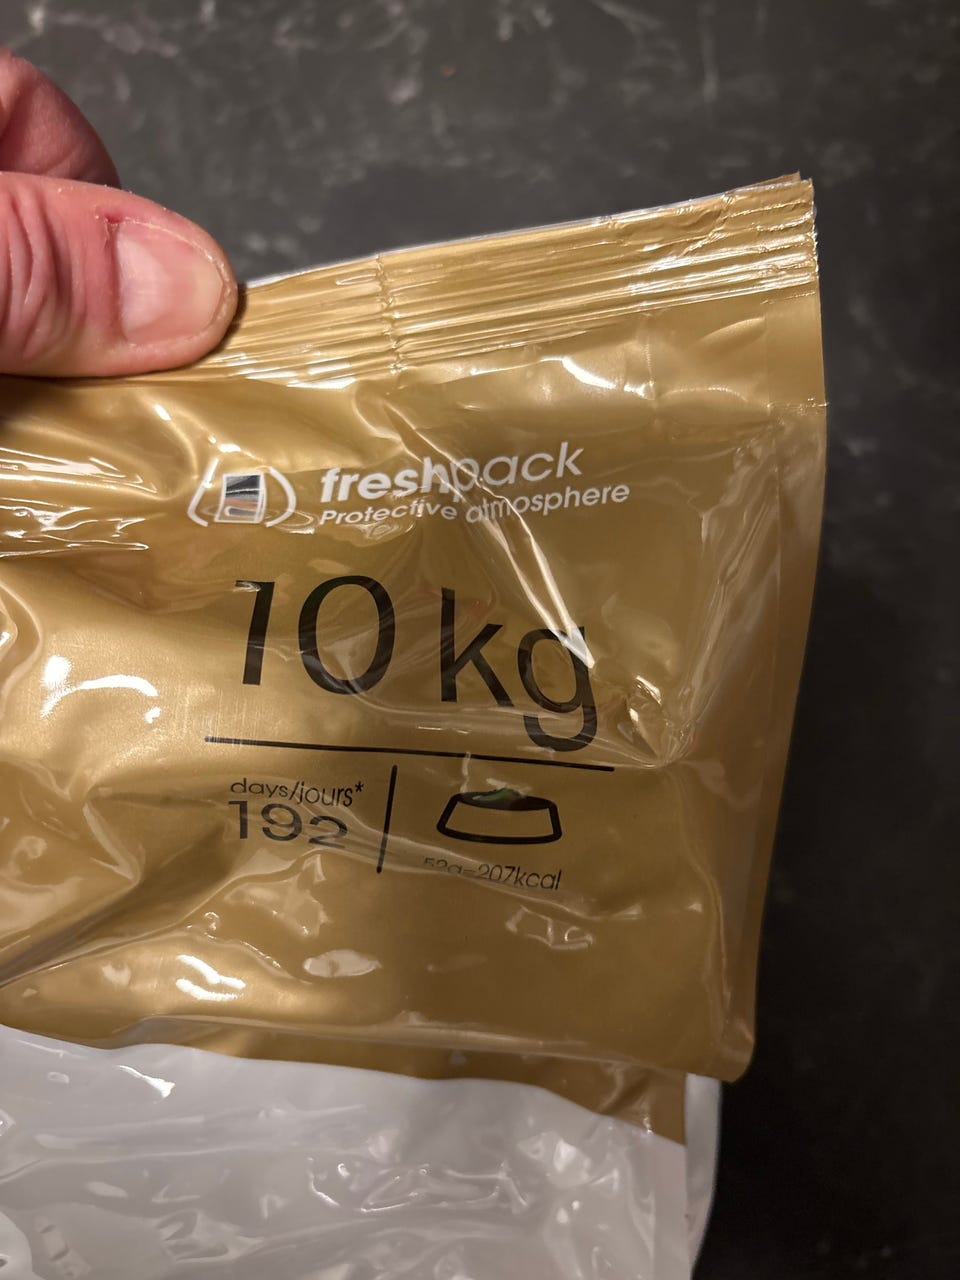 freshpack
Protective atmosphere
10 kg
days/jours*
192
52g=207kcal